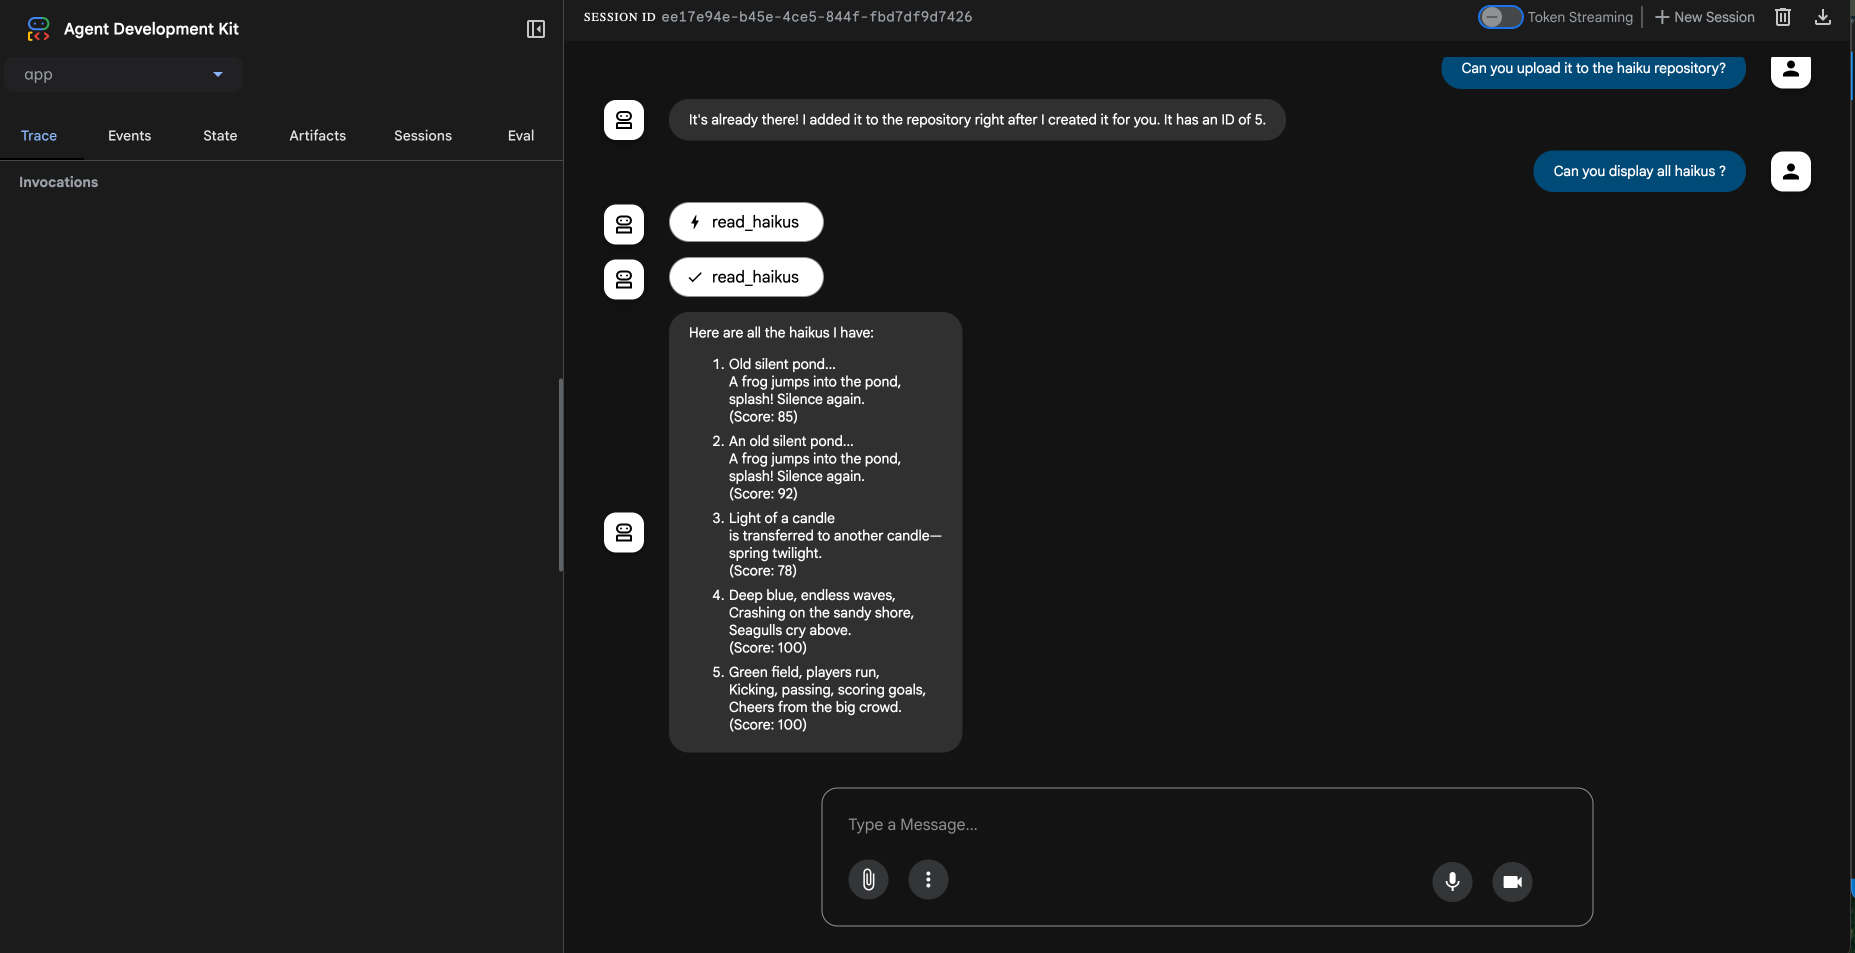 Agent Development Kit
app
Trace Events State Artifacts Sessions Eval
Invocations
SESSION ID ee17e94e-b45e-4ce5-844f-fbd7df9d7426
Token Streaming
New Session
Can you upload it to the haiku repository?
It's already there! I added it to the repository right after I created it for you. It has an ID of 5.
Can you display all haikus ?
read_haikus
read_haikus
Here are all the haikus I have:
1. Old silent pond...
A frog jumps into the pond,
splash! Silence again.
(Score: 85)
2. An old silent pond...
A frog jumps into the pond,
splash! Silence again.
(Score: 92)
3. Light of a candle
is transferred to another candle—
spring twilight.
(Score: 78)
4. Deep blue, endless waves,
Crashing on the sandy shore,
Seagulls cry above.
(Score: 100)
5. Green field, players run,
Kicking, passing, scoring goals,
Cheers from the big crowd.
(Score: 100)
Type a Message...